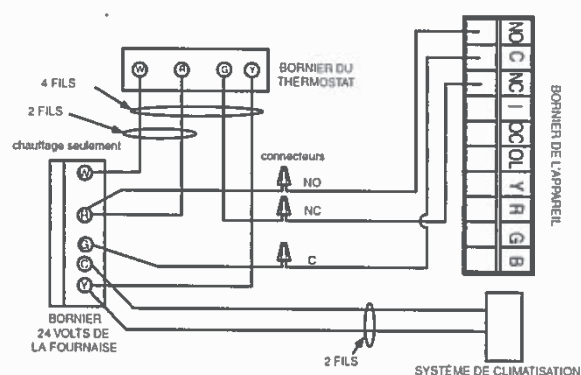 4 FILS
2 FILS
chauffage seulement
W R G Y
BORNIER DU
THERMOSTAT
connecteurs
NO
NC
C
W
R
G
C
Y
BORNIER
24 VOLTS DE
LA FOURNAISE
2 FILS
NO
C
NC
I
OC
OL
Y
R
G
B
BORNIER DE L'APPAREIL
SYSTÈME DE CLIMATISATION